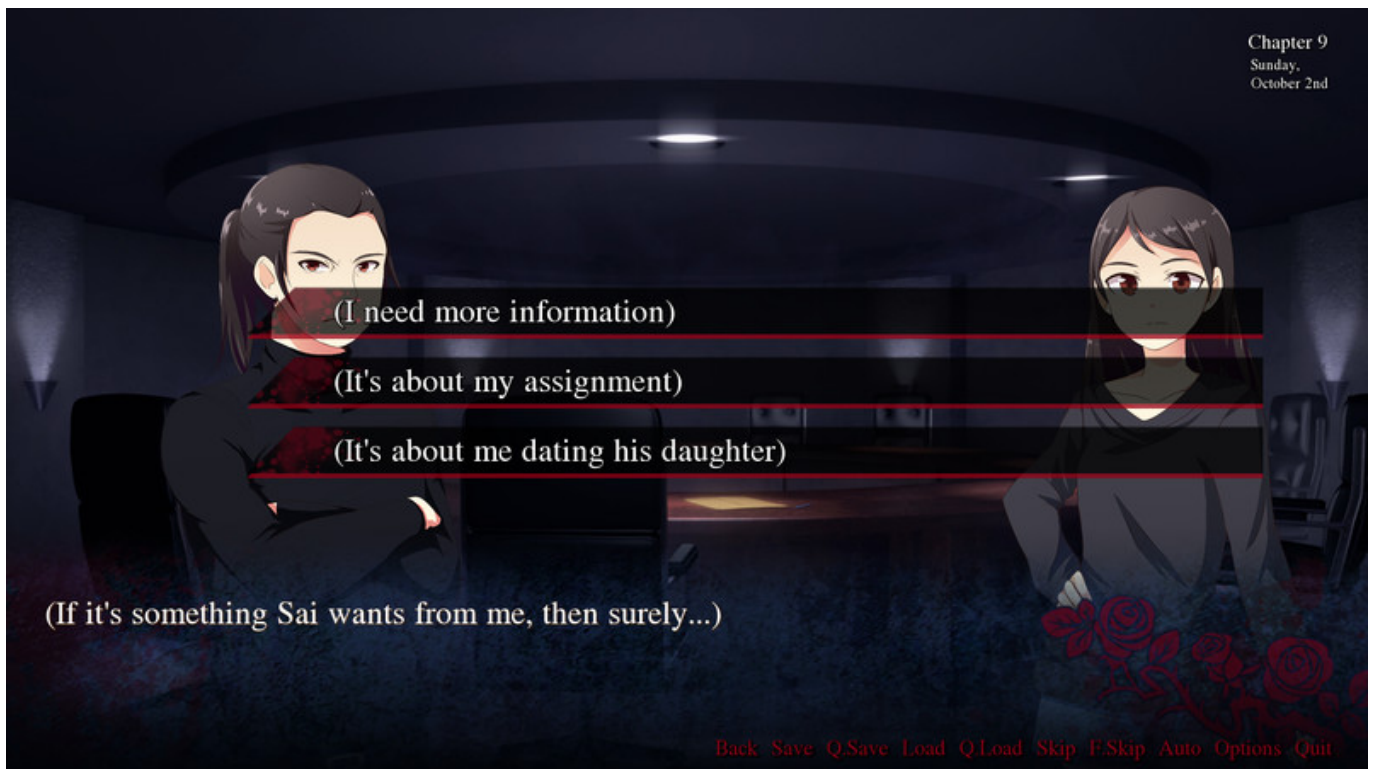 Chapter 9
Sunday,
October 2nd
(I need more information)
(It's about my assignment)
(It's about me dating his daughter)
(If it's something Sai wants from me, then surely...)
Back Save Q.Save Load Q.Load Skip F.Skip Auto Options Quit